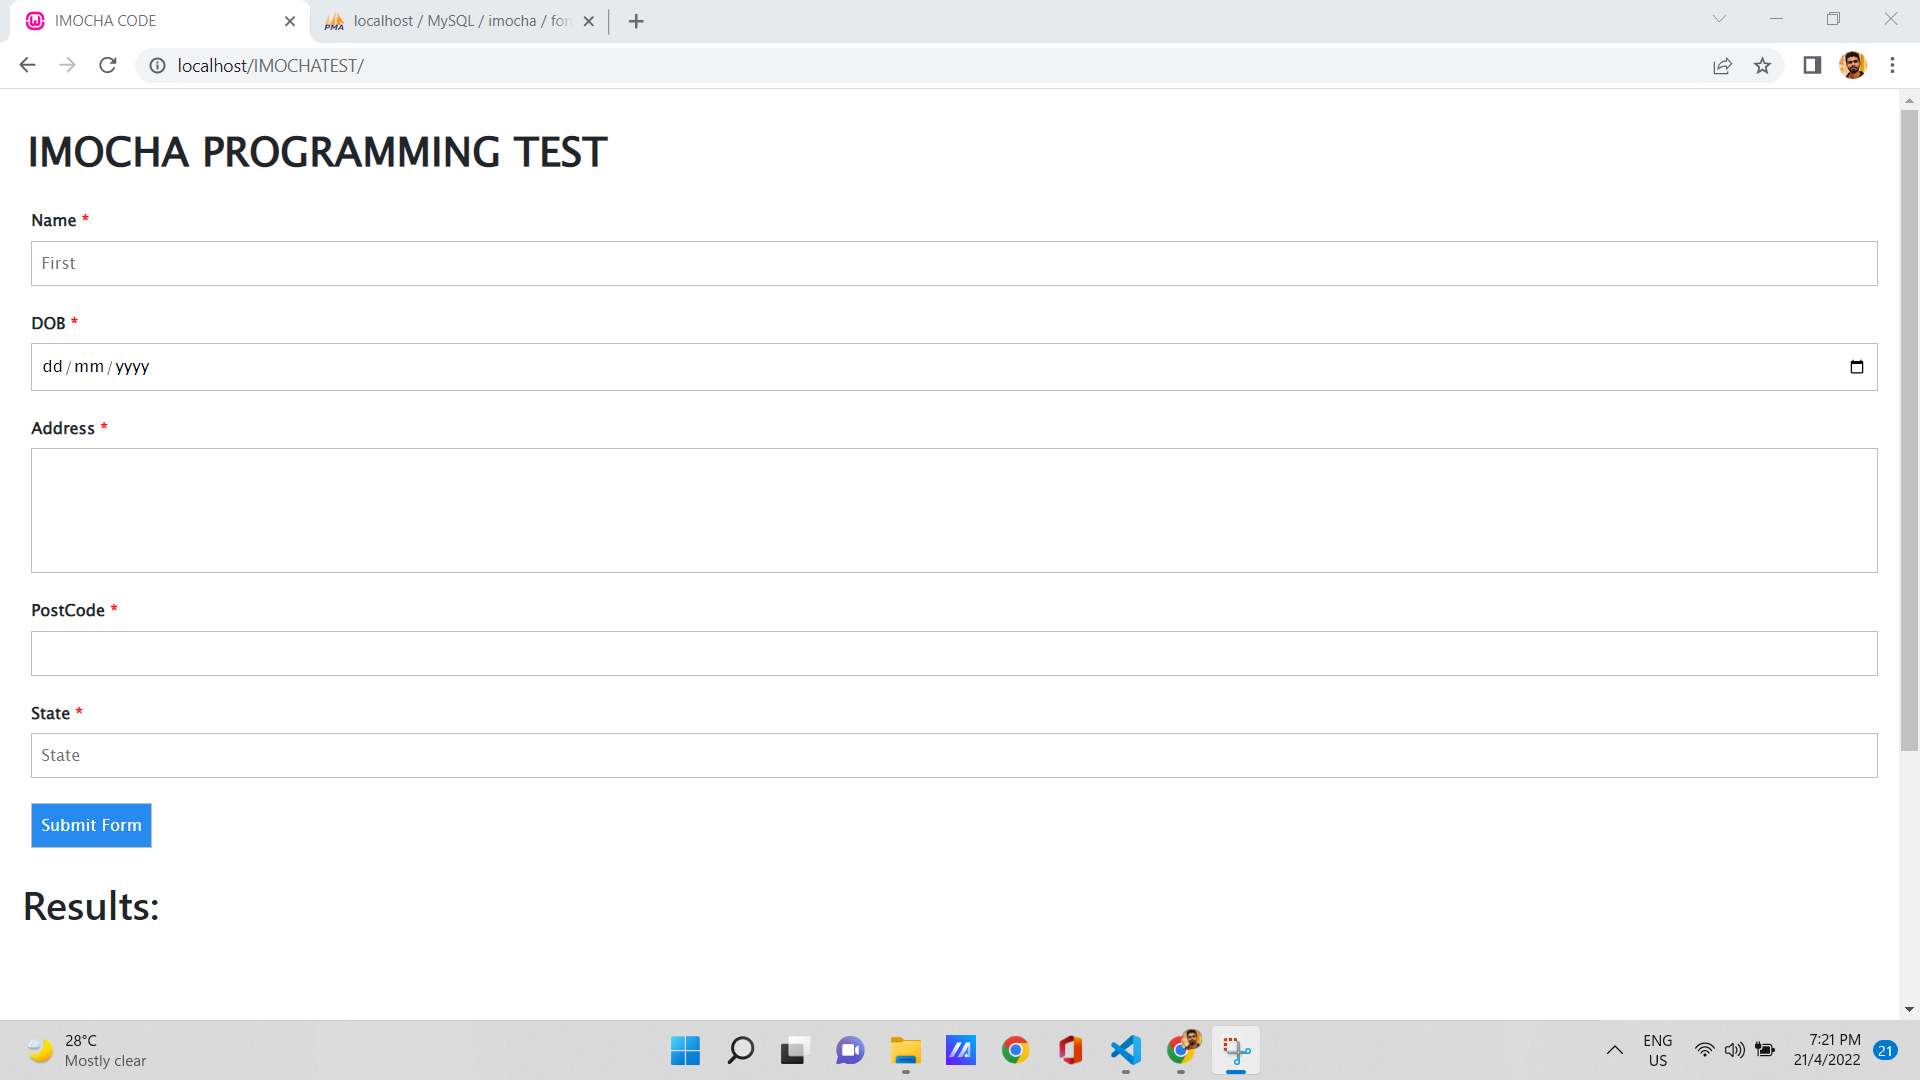 IMOCHA CODE
localhost / MySQL / imocha / for
localhost/IMOCHATEST/
IMOCHA PROGRAMMING TEST
Name *
First
DOB *
dd/mm/yyyy
Address *
PostCode *
State *
State
Submit Form
Results:
28°C
Mostly clear
ENG
US
7:21 PM
21/4/2022
21
PMA